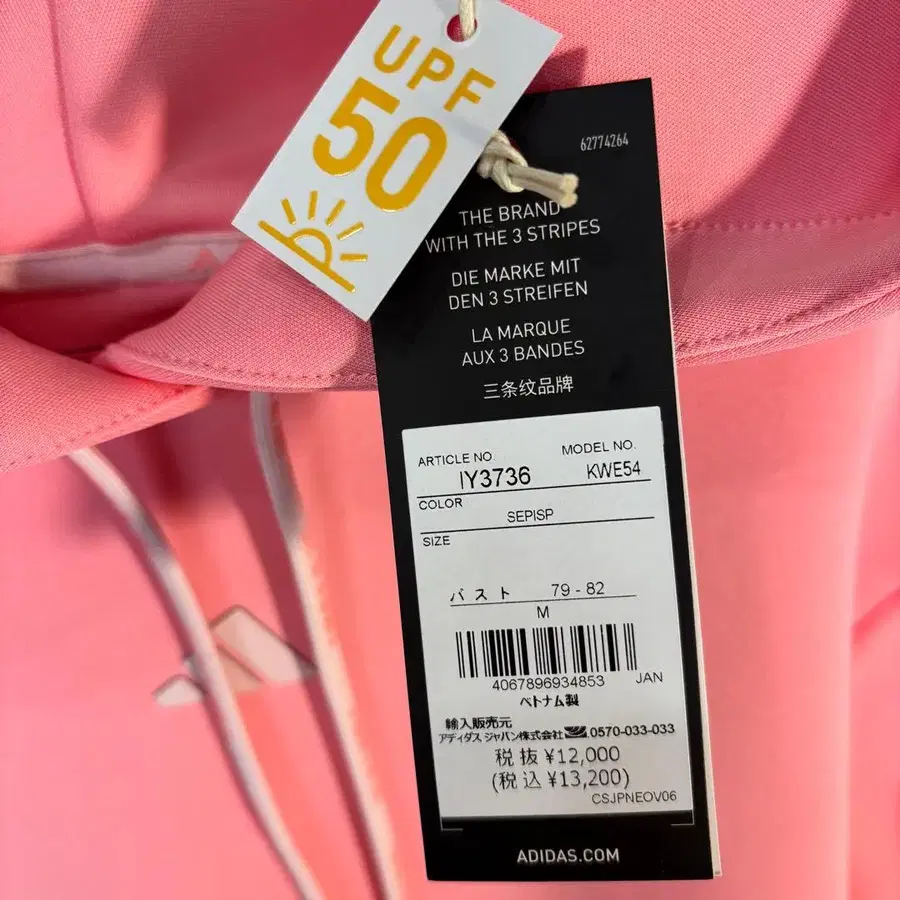 UPF
50
62774264
THE BRAND
WITH THE 3 STRIPES
DIE MARKE MIT
DEN 3 STREIFEN
LA MARQUE
AUX 3 BANDES
三条纹品牌
ARTICLE NO. MODEL NO.
IY3736 KWE54
COLOR
SEPISP
SIZE
バスト 79 - 82
M
4067896934853 JAN
ベトナム製
輸入販売元
アディダス ジャパン株式会社 0570-033-033
税抜 ¥12,000
(税込 ¥13,200)
CSJPNEOV06
ADIDAS.COM